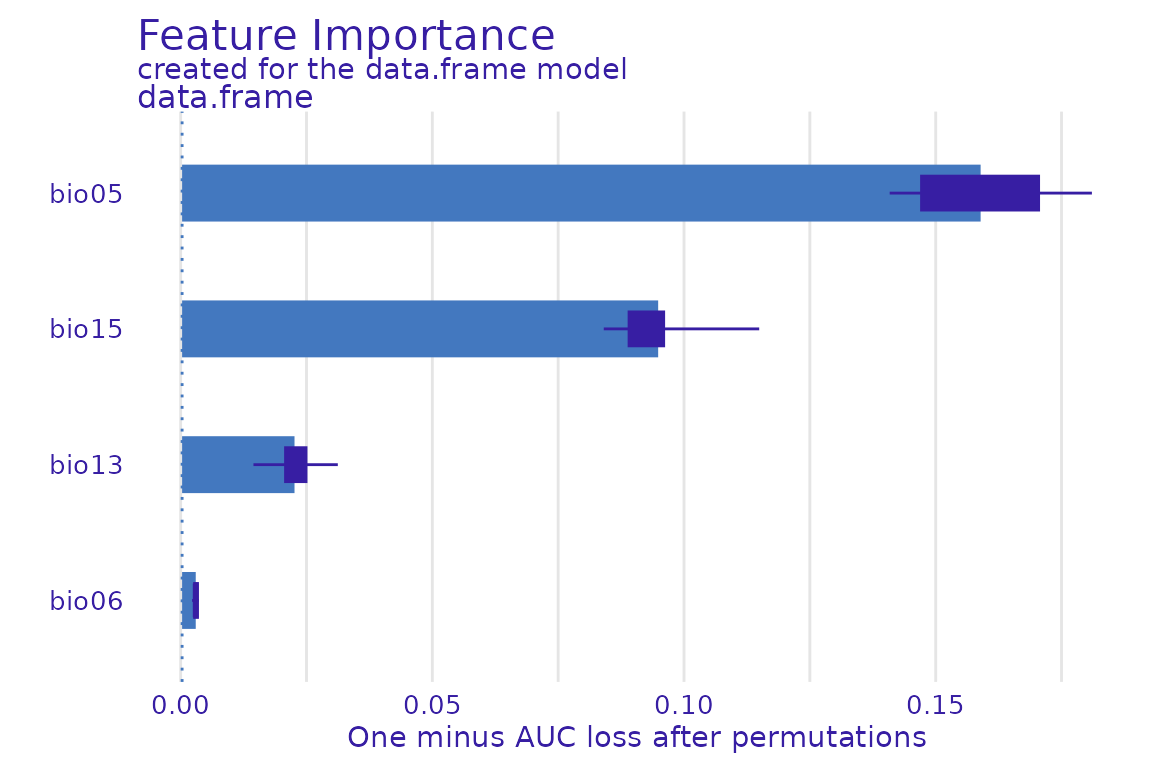 Feature Importance
created for the data.frame model
data.frame
bio05
bio15
bio13
bio06
0.00 0.05 0.10 0.15
One minus AUC loss after permutations